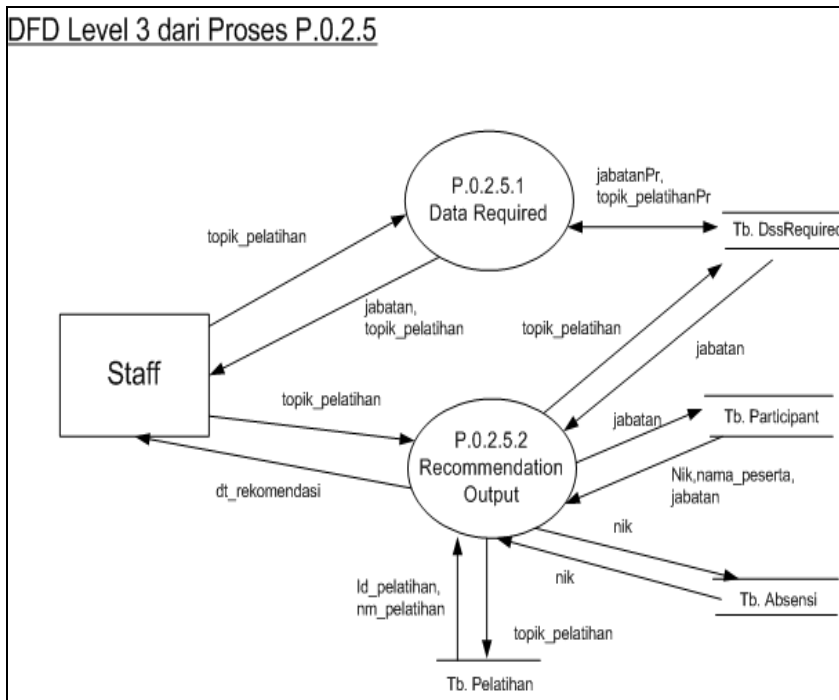 DFD Level 3 dari Proses P.0.2.5
P.0.2.5.1
Data Required
jabatanPr,
topik_pelatihanPr
Tb. DssRequired
topik_pelatihan
jabatan,
topik_pelatihan
topik_pelatihan
jabatan
Staff
topik_pelatihan
P.0.2.5.2
Recommendation
Output
jabatan
Tb. Participant
dt_rekomendasi
Nik,nama_peserta,
jabatan
nik
nik
Tb. Absensi
Id_pelatihan,
nm_pelatihan
topik_pelatihan
Tb. Pelatihan